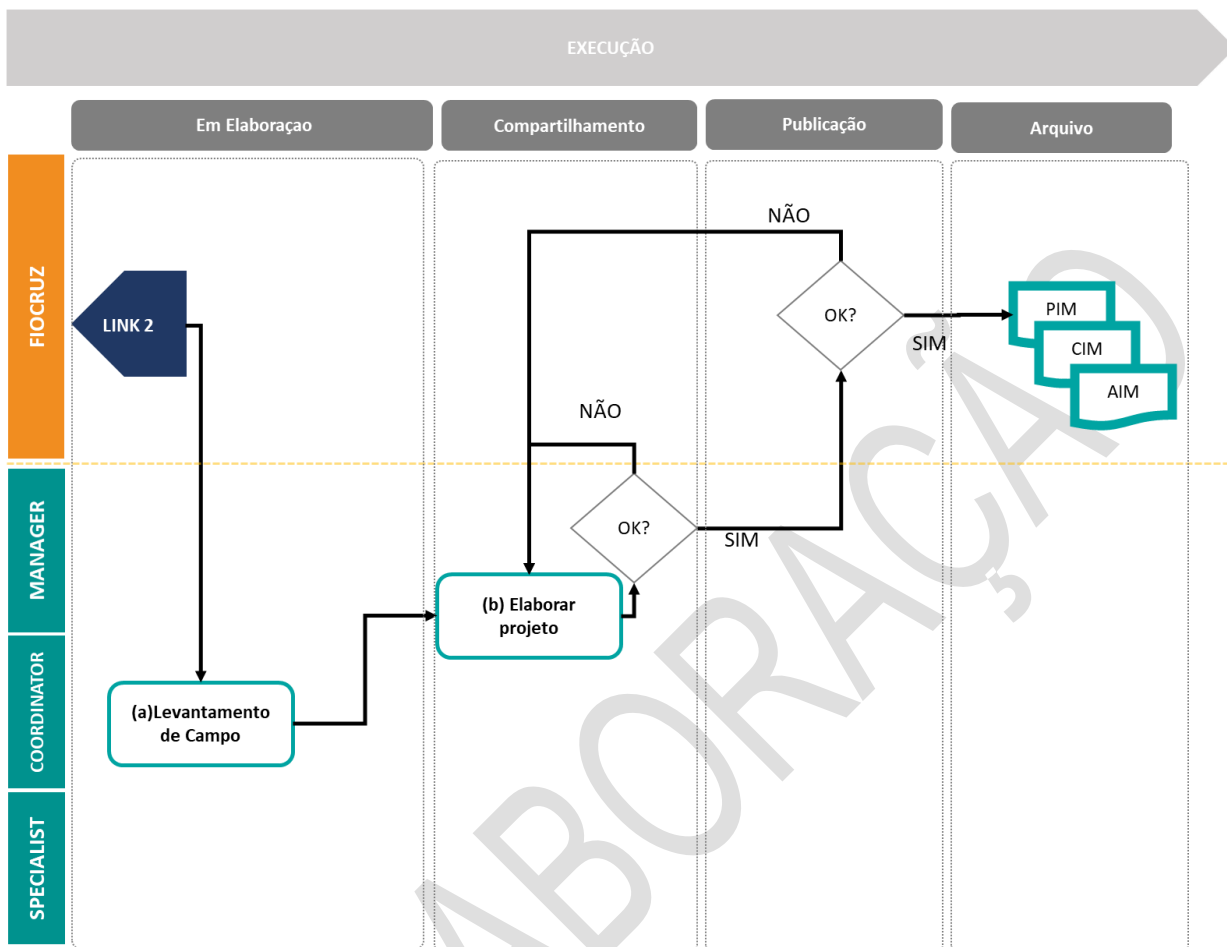 EXECUÇÃO
Em Elaboraçao
Compartilhamento
Publicação
Arquivo
FIOCRUZ
LINK 2
NÃO
OK?
SIM
PIM
CIM
AIM
NÃO
MANAGER
OK?
SIM
(b) Elaborar
projeto
COORDINATOR
(a)Levantamento
de Campo
SPECIALIST
ABORAÇÃO